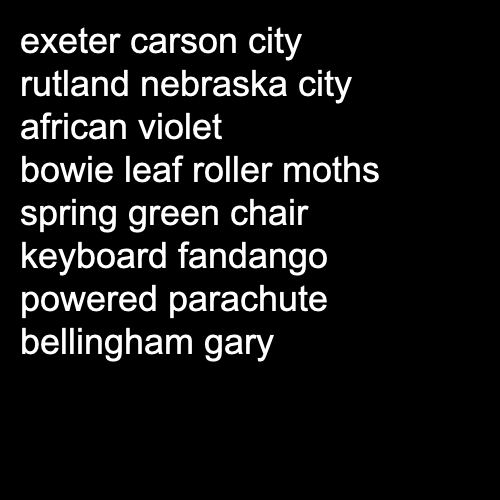 exeter carson city
rutland nebraska city
african violet
bowie leaf roller moths
spring green chair
keyboard fandango
powered parachute
bellingham gary